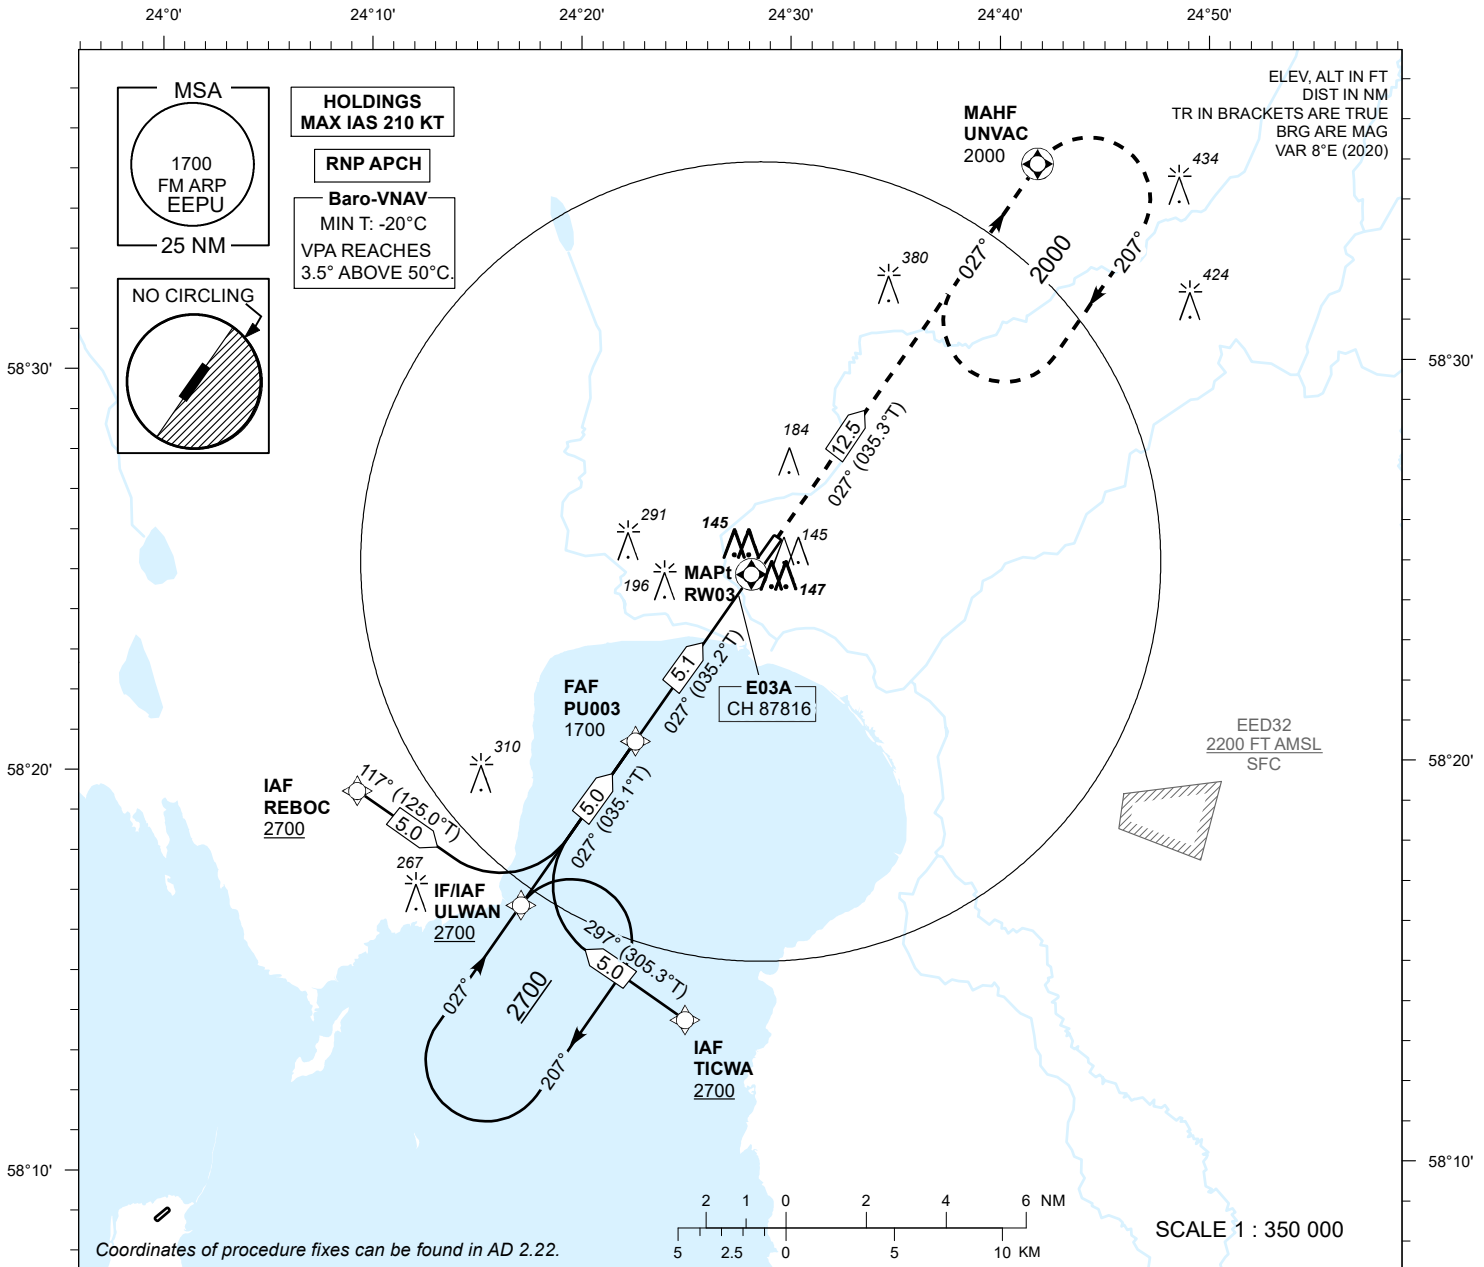 24°0'
24°10'
24°20'
24°30'
24°40'
24°50'
MSA
1700
FM ARP
EEPU
25 NM
HOLDINGS
MAX IAS 210 KT
RNP APCH
Baro-VNAV
MIN T: -20°C
VPA REACHES
3.5° ABOVE 50°C.
NO CIRCLING
ELEV, ALT IN FT
DIST IN NM
TR IN BRACKETS ARE TRUE
BRG ARE MAG
VAR 8°E (2020)
MAHF
UNVAC
2000
434
380
424
027°
2000
207°
58°30'
58°30'
12.5
027° (035.3°T)
184
291
145
145
196
MAPt
RW03
147
5.1
027° (035.2°T)
E03A
CH 87816
FAF
PU003
1700
310
EED32
2200 FT AMSL
SFC
58°20'
58°20'
IAF
REBOC
2700
117° (125.0°T)
5.0
5.0
027° (035.1°T)
267
IF/IAF
ULWAN
2700
297° (305.3°T)
5.0
027°
2700
207°
IAF
TICWA
2700
58°10'
58°10'
2 1 0 2 4 6 NM
5 2.5 0 5 10 KM
SCALE 1 : 350 000
Coordinates of procedure fixes can be found in AD 2.22.